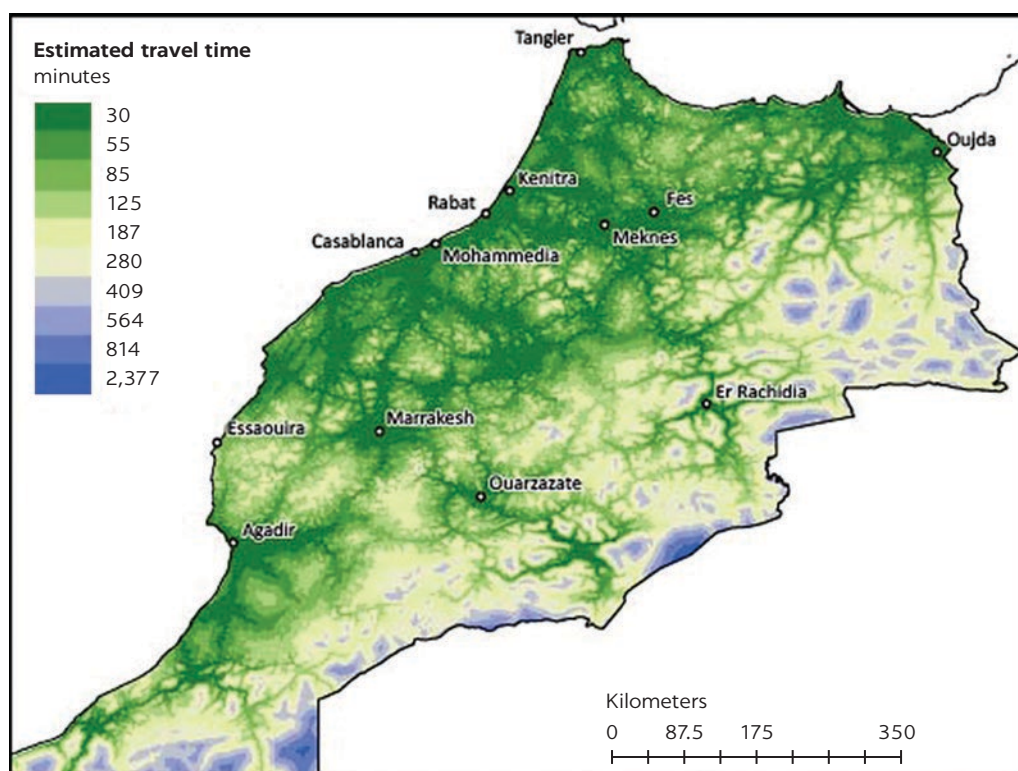 Estimated travel time
minutes
30
55
85
125
187
280
409
564
814
2,377
Tangler
Oujda
Kenitra
Rabat
Fes
Meknes
Casablanca
Mohammedia
Er Rachidia
Marrakesh
Essaouira
Ouarzazate
Agadir
Kilometers
0 87.5 175 350